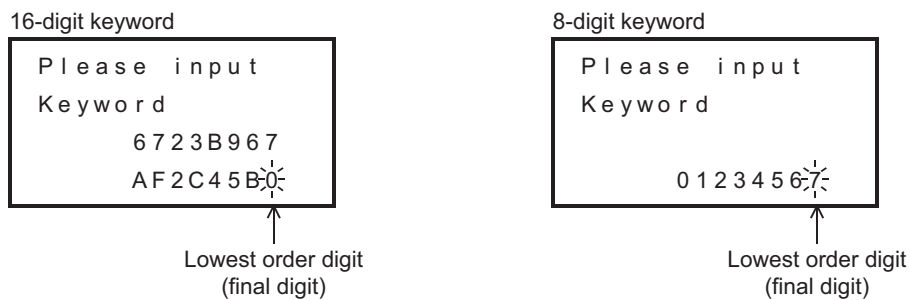 16-digit keyword
Please input
Keyword
6723B967
AF2C45B0
Lowest order digit
(final digit)
8-digit keyword
Please input
Keyword
01234567
Lowest order digit
(final digit)